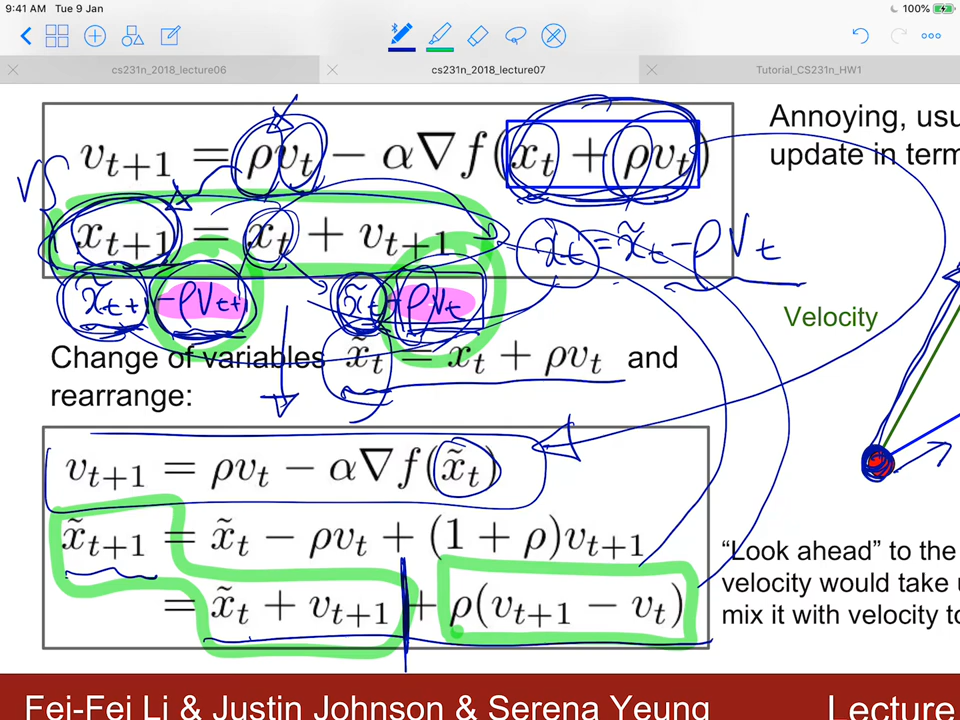 9:41 AM Tue 9 Jan 100%
cs231n_2018_lecture06 cs231n_2018_lecture07 Tutorial_CS231n_HW1
Annoying, usu
v_{t+1} = ρv_t − α∇f(x_t + ρv_t)
update in term
x_{t+1} = x_t + v_{t+1}
x_t = x̃_t − ρv_t
x̃_{t+1} −ρv_{t+1} x̃_t −ρv_t
Velocity
Change of variables x̃_t = x_t + ρv_t and
rearrange:
v_{t+1} = ρv_t − α∇f(x̃_t)
x̃_{t+1} = x̃_t − ρv_t + (1 + ρ)v_{t+1}
= x̃_t + v_{t+1} + ρ(v_{t+1} − v_t)
“Look ahead” to the
velocity would take u
mix it with velocity to
Fei-Fei Li & Justin Johnson & Serena Yeung Lecture